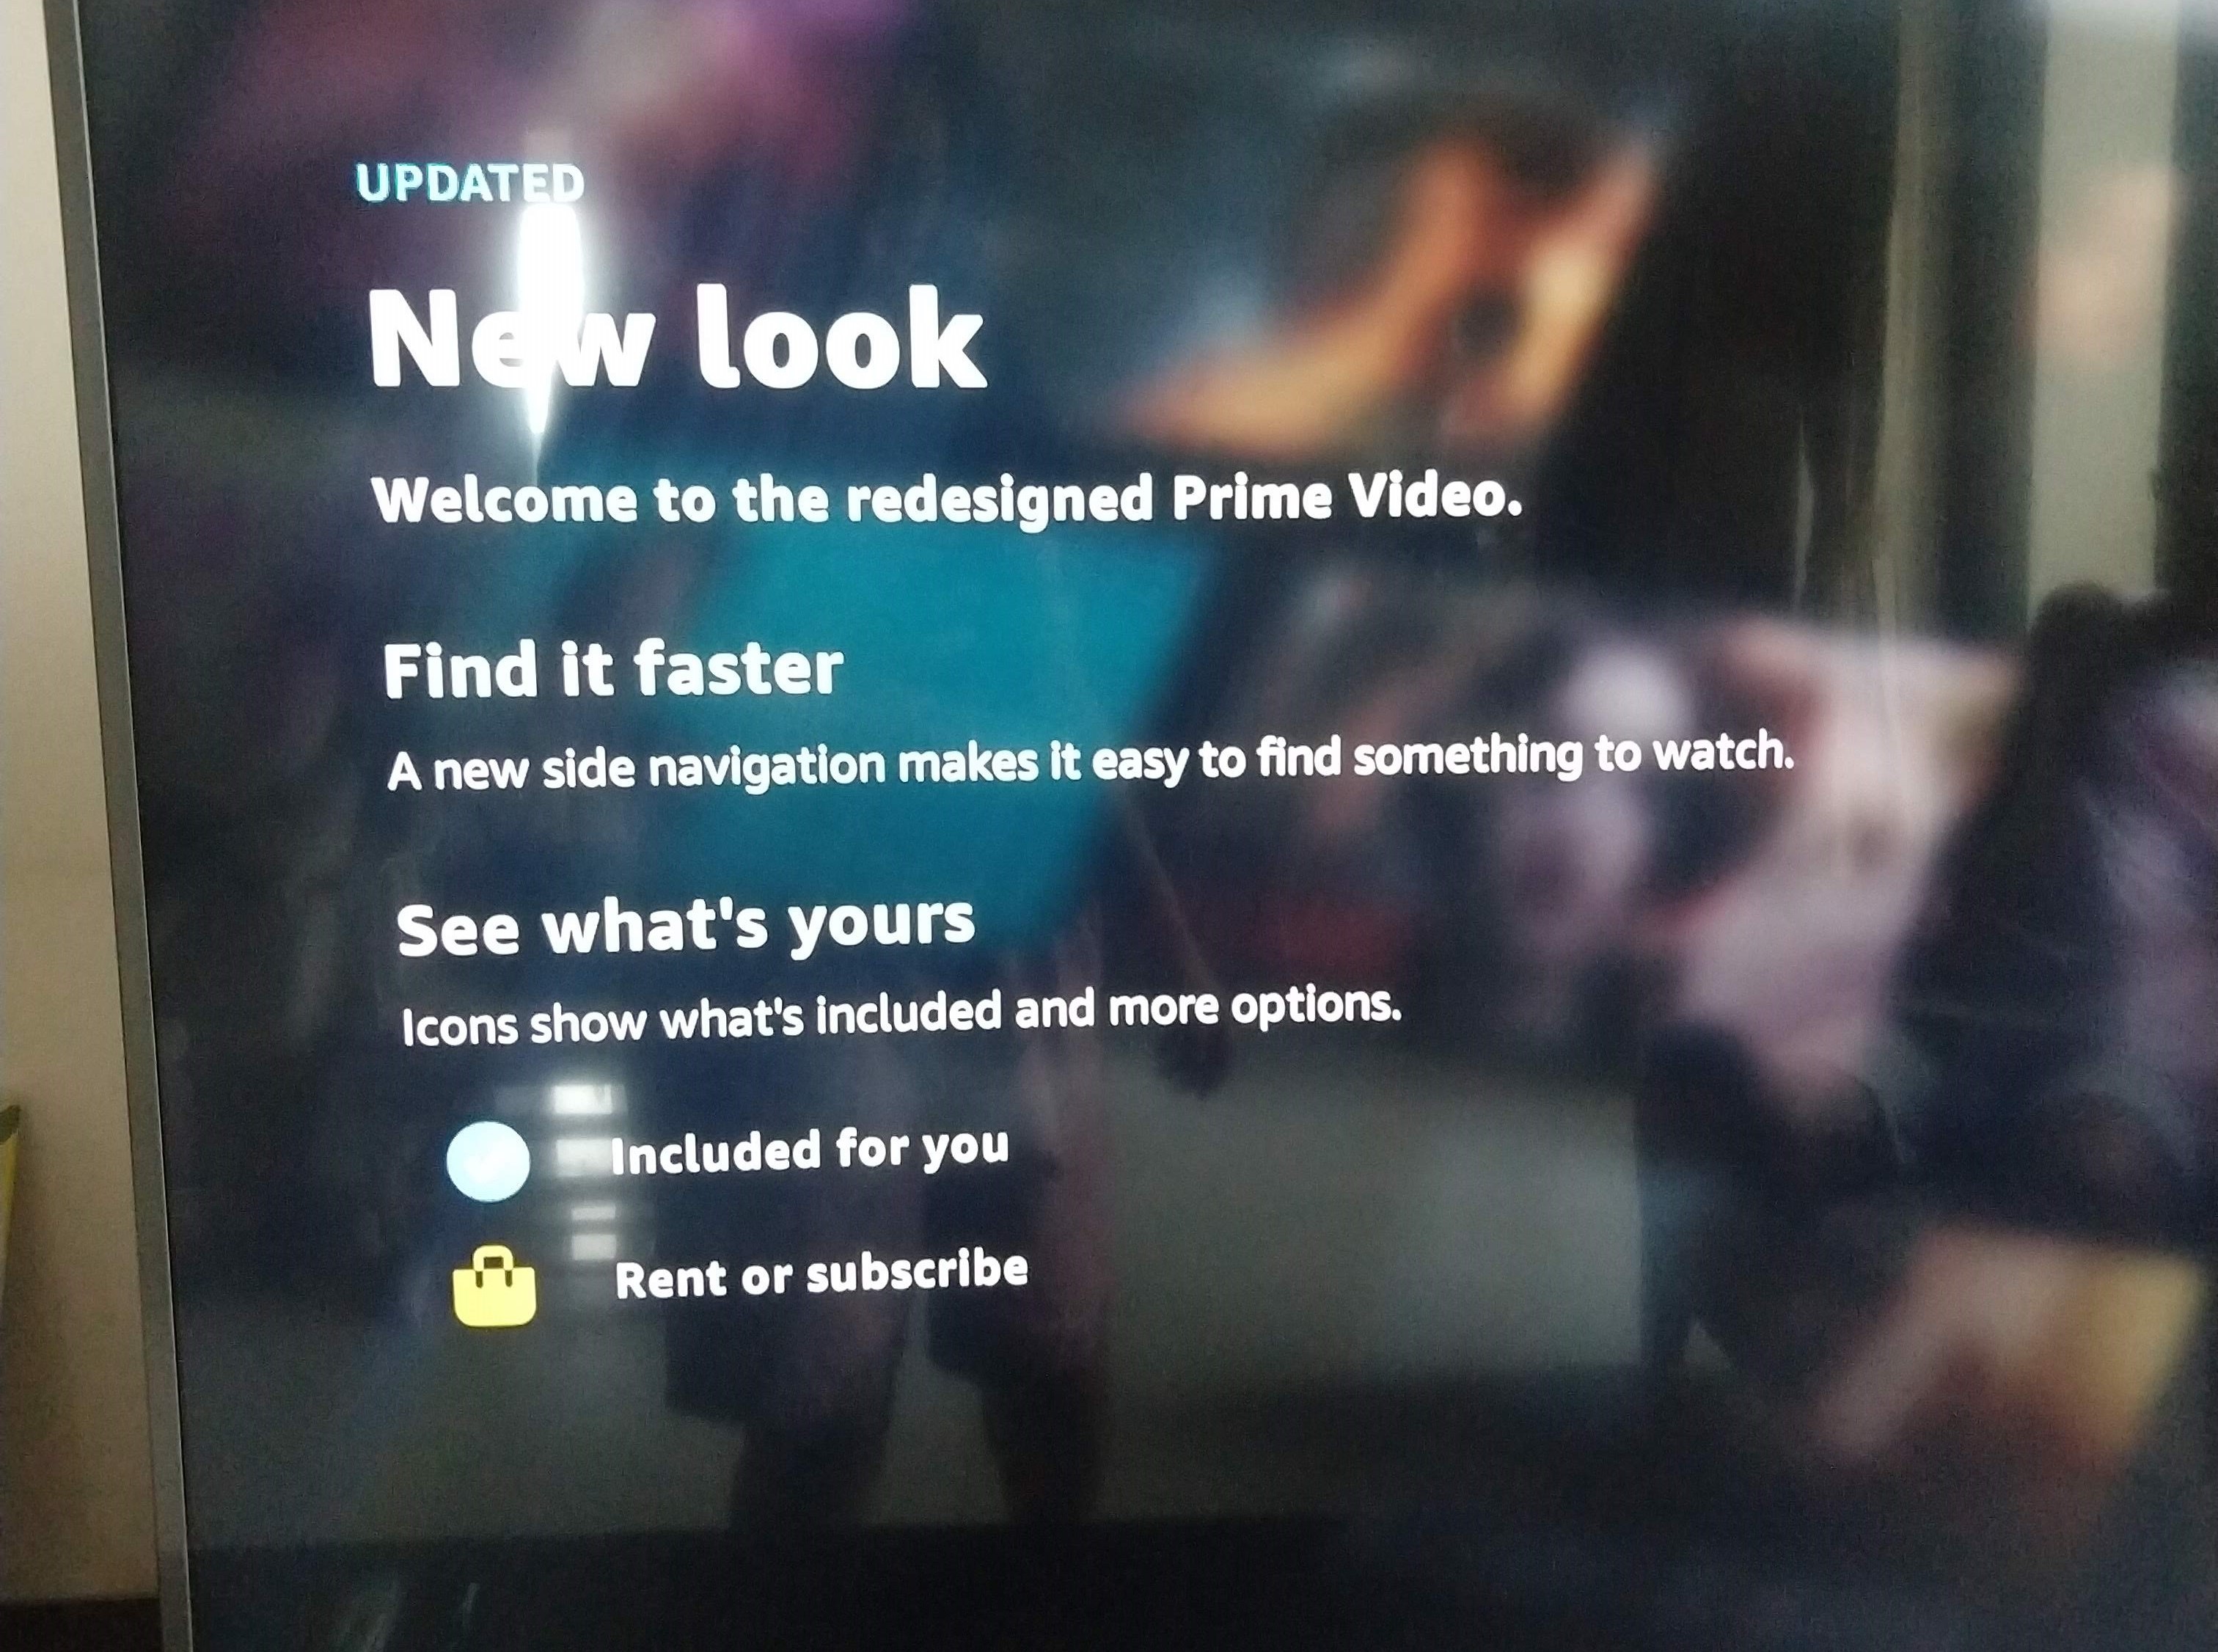 UPDATED
New look
Welcome to the redesigned Prime Video.
Find it faster
A new side navigation makes it easy to find something to watch.
See what's yours
Icons show what's included and more options.
Included for you
Rent or subscribe